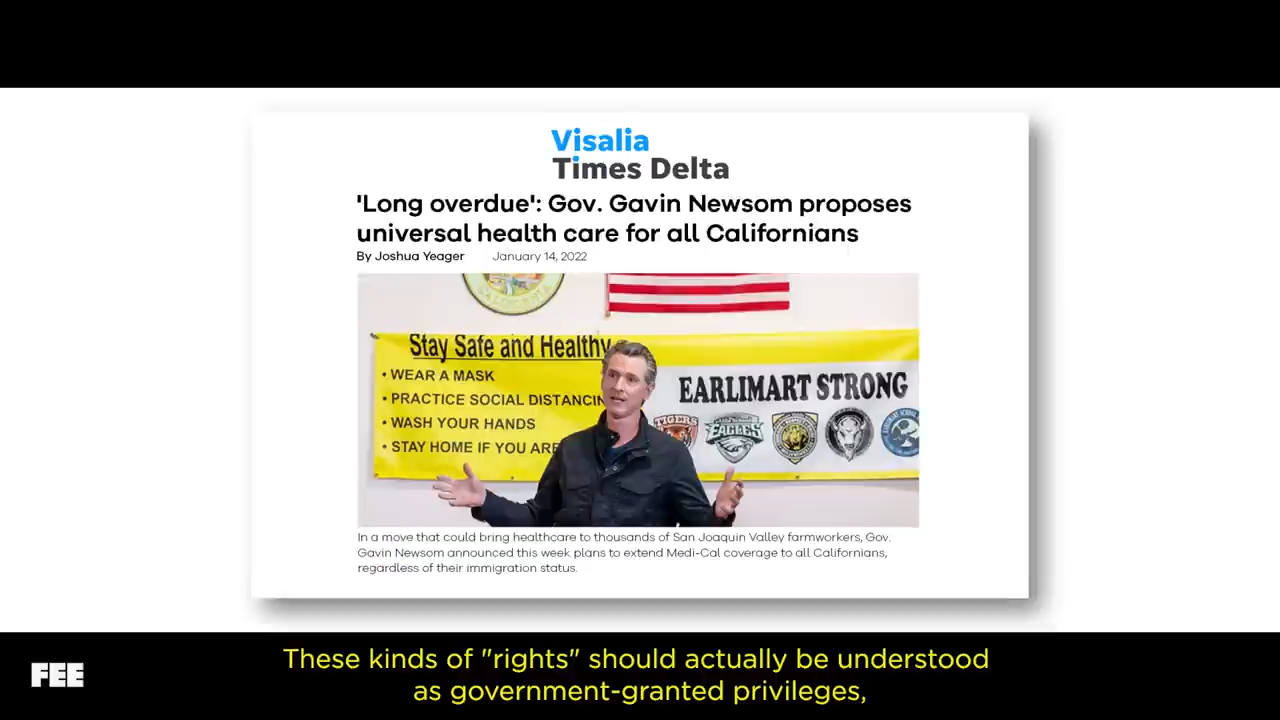 Visalia
Times Delta
'Long overdue': Gov. Gavin Newsom proposes
universal health care for all Californians
By Joshua Yeager January 14, 2022
CALIFORNIA
Stay Safe and Healthy
• WEAR A MASK
• PRACTICE SOCIAL DISTANCIN
• WASH YOUR HANDS
• STAY HOME IF YOU ARE
EARLIMART STRONG
TIGERS
EAGLES
In a move that could bring healthcare to thousands of San Joaquin Valley farmworkers, Gov.
Gavin Newsom announced this week plans to extend Medi-Cal coverage to all Californians,
regardless of their immigration status.
These kinds of "rights" should actually be understood
as government-granted privileges,
FEE